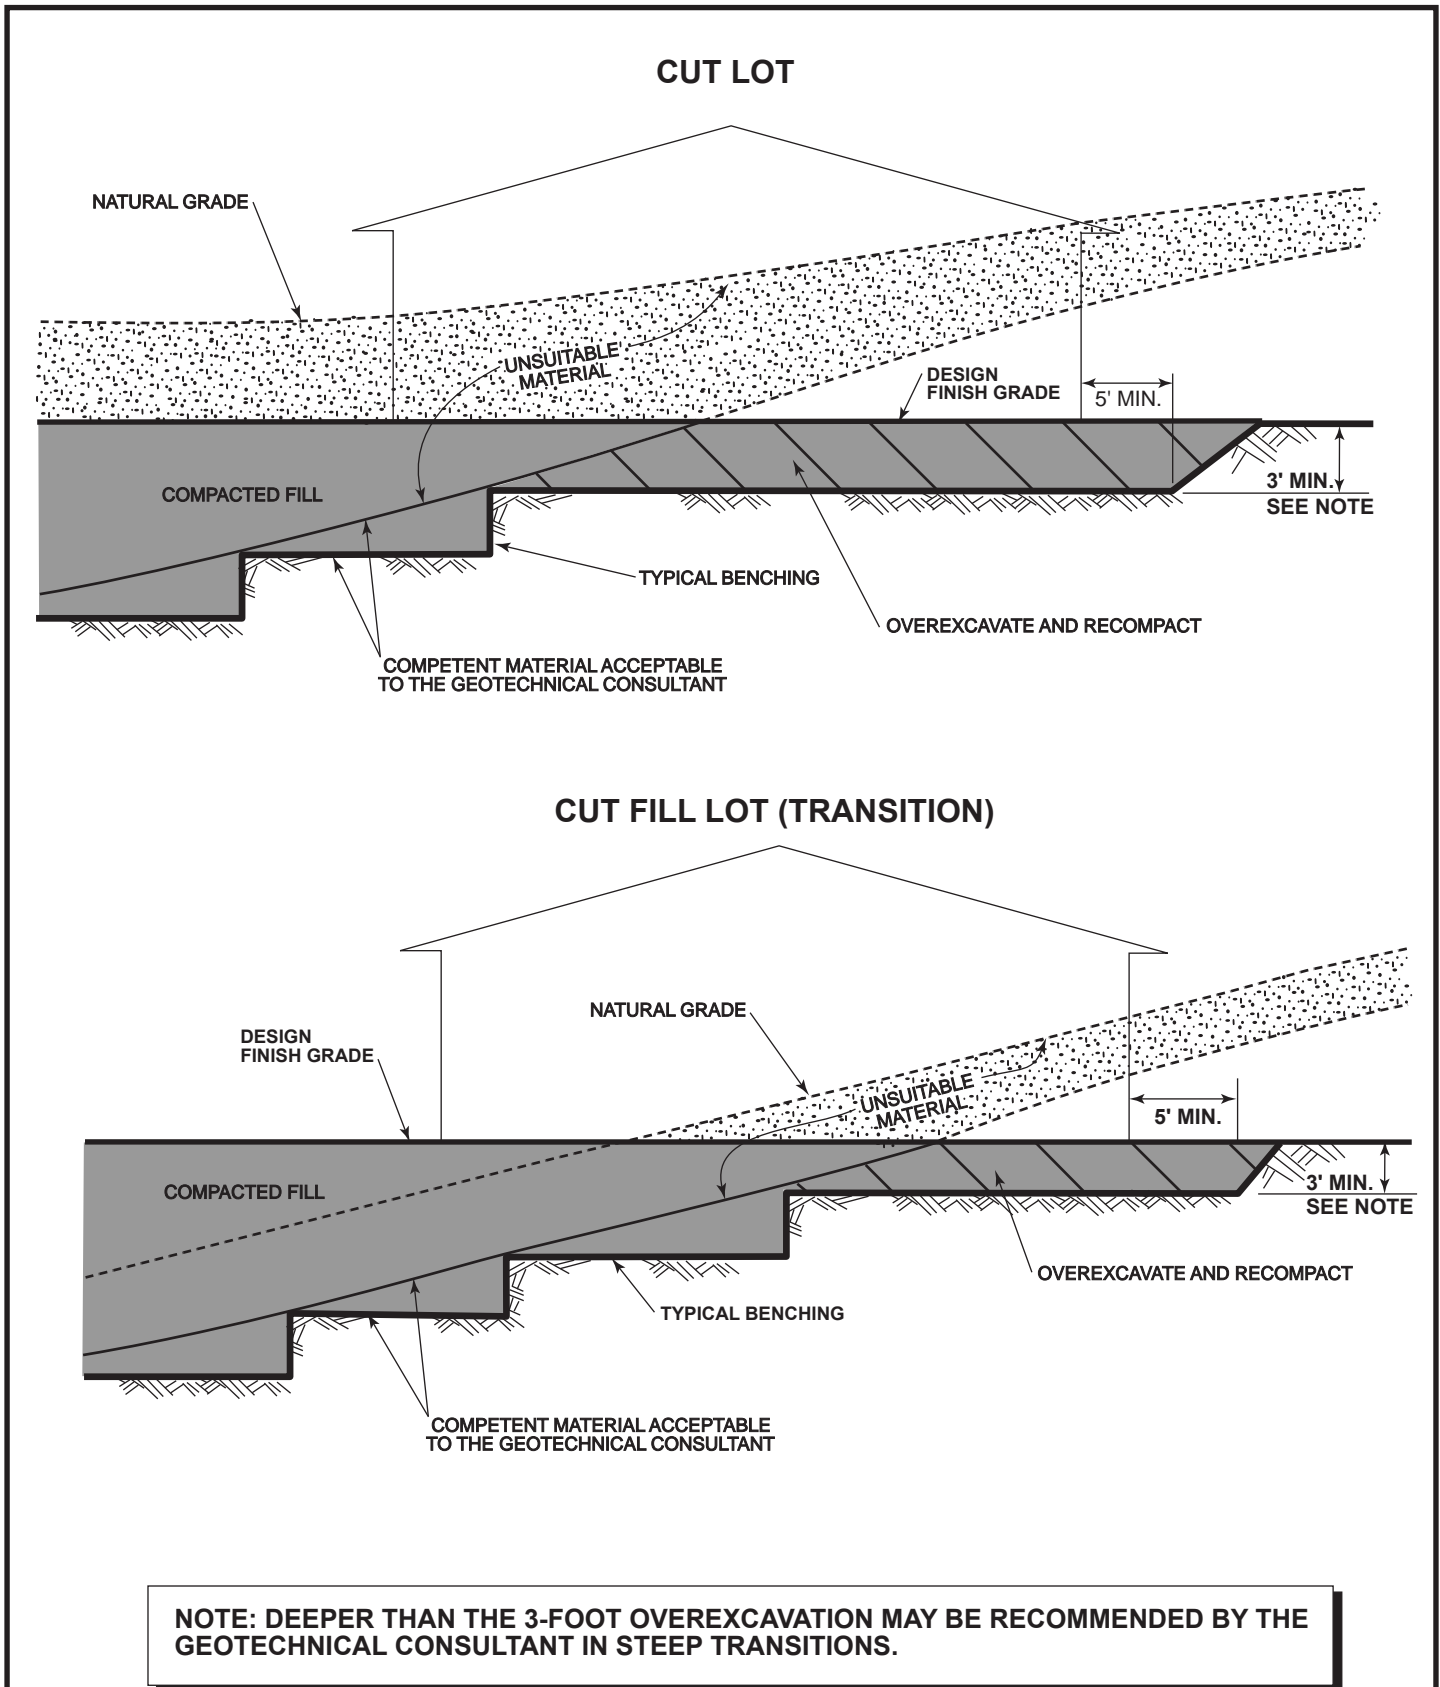 CUT LOT
NATURAL GRADE
UNSUITABLE
MATERIAL
DESIGN
FINISH GRADE
5' MIN.
COMPACTED FILL
3' MIN.
SEE NOTE
TYPICAL BENCHING
OVEREXCAVATE AND RECOMPACT
COMPETENT MATERIAL ACCEPTABLE
TO THE GEOTECHNICAL CONSULTANT
CUT FILL LOT (TRANSITION)
NATURAL GRADE
DESIGN
FINISH GRADE
UNSUITABLE
MATERIAL
5' MIN.
COMPACTED FILL
3' MIN.
SEE NOTE
OVEREXCAVATE AND RECOMPACT
TYPICAL BENCHING
COMPETENT MATERIAL ACCEPTABLE
TO THE GEOTECHNICAL CONSULTANT
NOTE: DEEPER THAN THE 3-FOOT OVEREXCAVATION MAY BE RECOMMENDED BY THE
GEOTECHNICAL CONSULTANT IN STEEP TRANSITIONS.